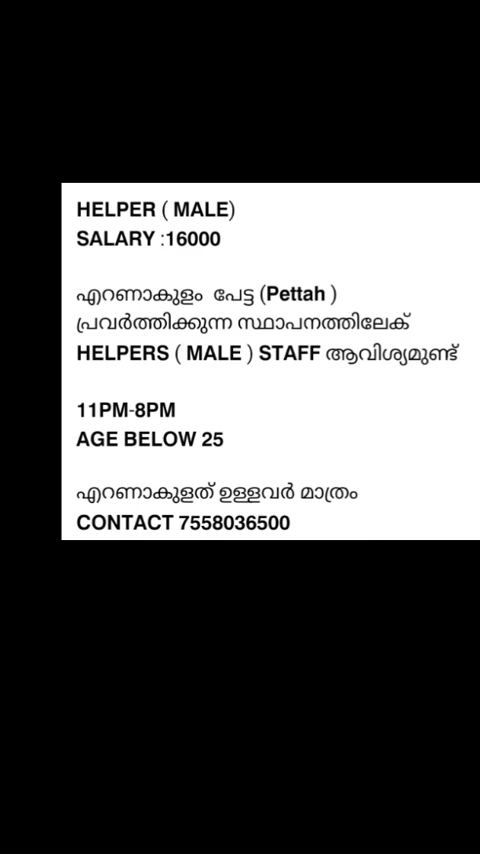 HELPER ( MALE)
SALARY :16000
എറണാകുളം പേട്ട (Pettah )
പ്രവർത്തിക്കുന്ന സ്ഥാപനത്തിലേക്
HELPERS ( MALE ) STAFF ആവിശ്യമുണ്ട്
11PM-8PM
AGE BELOW 25
എറണാകുളത് ഉള്ളവർ മാത്രം
CONTACT 7558036500